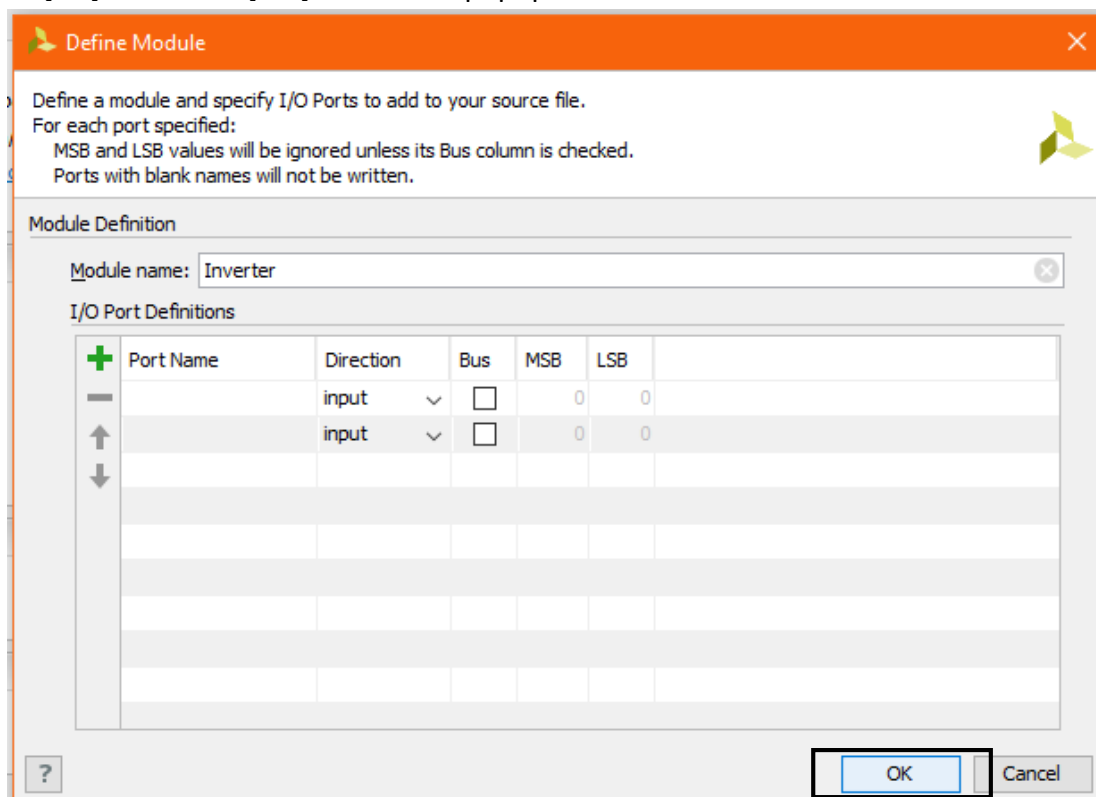 Define Module
Define a module and specify I/O Ports to add to your source file.
For each port specified:
MSB and LSB values will be ignored unless its Bus column is checked.
Ports with blank names will not be written.
Module Definition
Module name: Inverter
I/O Port Definitions
Port Name Direction Bus MSB LSB
input 0 0
input 0 0
? OK Cancel